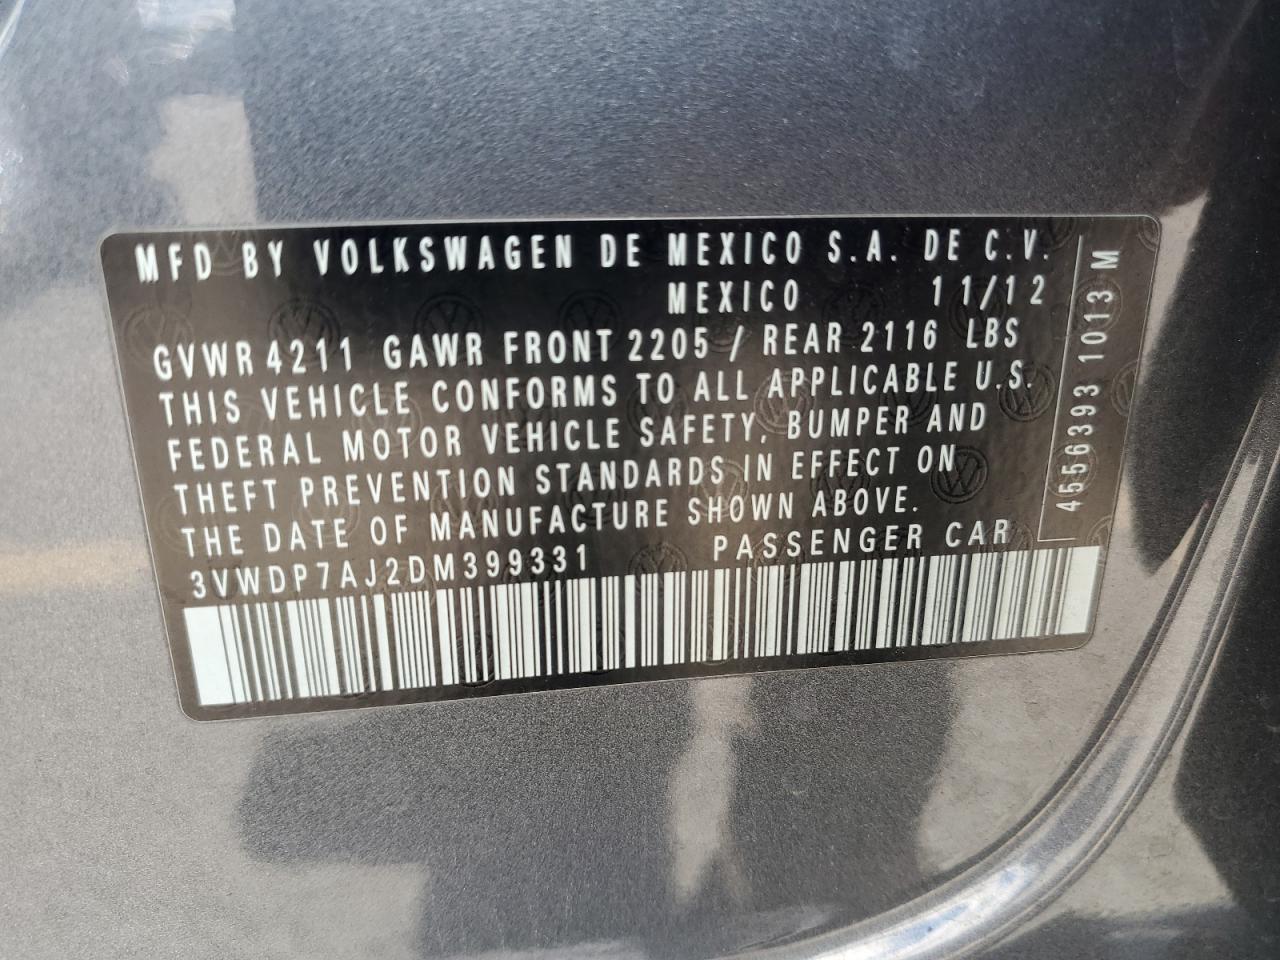 MFD BY VOLKSWAGEN DE MEXICO S.A. DE C.V.
MEXICO 11/12
GVWR 4211 GAWR FRONT 2205 / REAR 2116 LBS
THIS VEHICLE CONFORMS TO ALL APPLICABLE U.S.
FEDERAL MOTOR VEHICLE SAFETY, BUMPER AND
THEFT PREVENTION STANDARDS IN EFFECT ON
THE DATE OF MANUFACTURE SHOWN ABOVE.
3VWDP7AJ2DM399331 PASSENGER CAR
4556393 1013 M